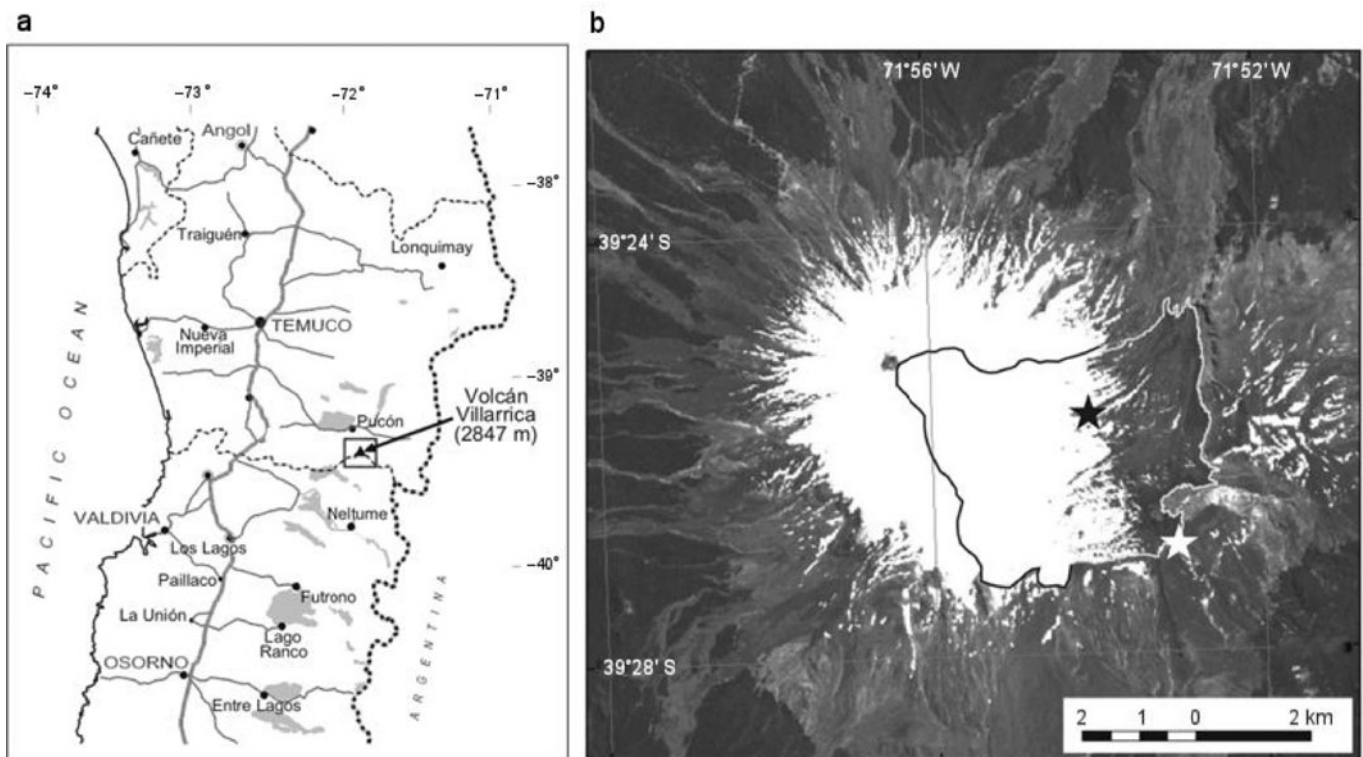 a
−74°
−73°
−72°
−71°
Cañete
Angol
−38°
Traiguén
Lonquimay
TEMUCO
Nueva
Imperial
−39°
Volcán
Villarrica
(2847 m)
Pucón
PACIFIC OCEAN
Neltume
VALDIVIA
Los Lagos
−40°
Paillaco
Futrono
La Unión
Lago
Ranco
OSORNO
Entre Lagos
ARGENTINA
b
71°56' W
71°52' W
39°24' S
39°28' S
2 1 0 2 km